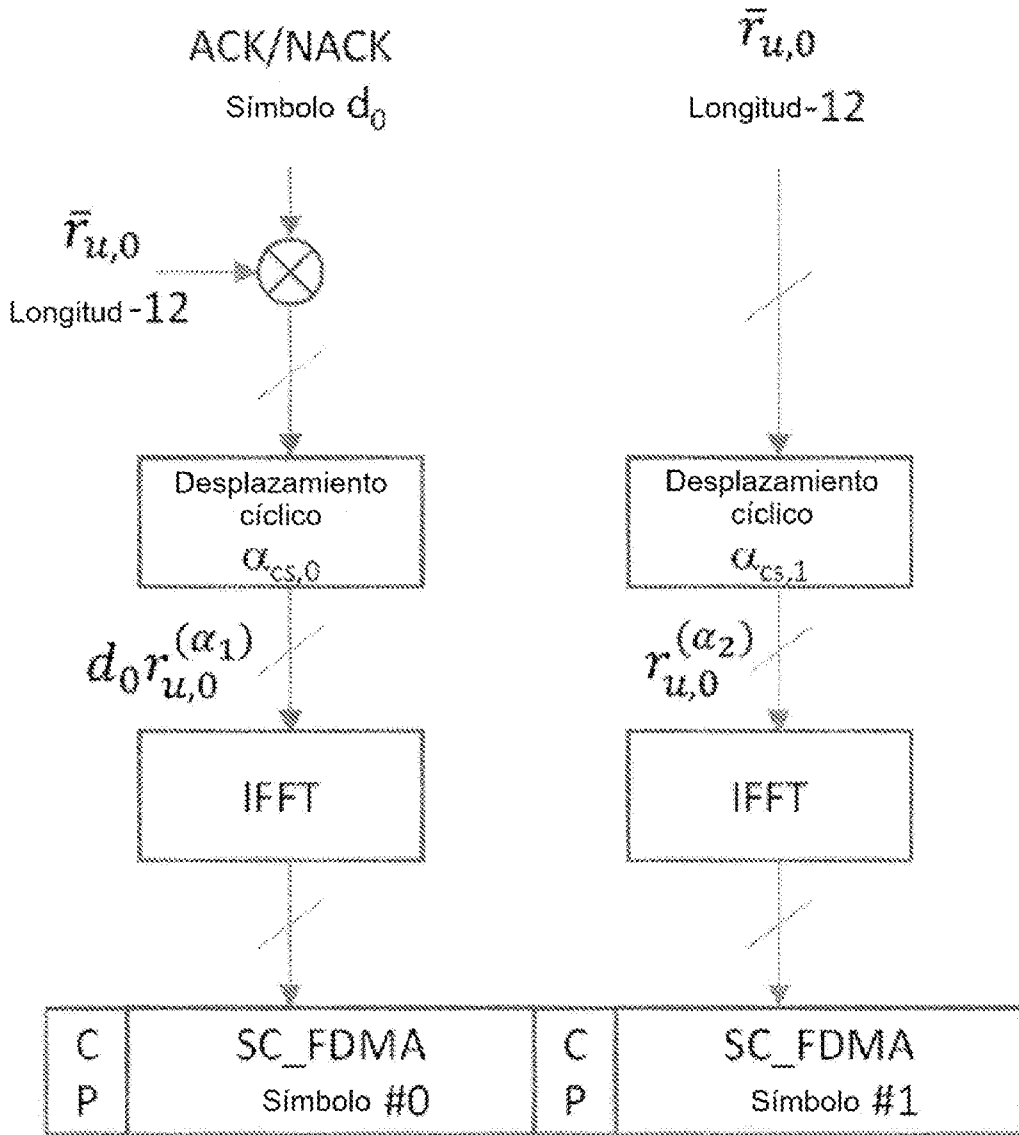 ACK/NACK
Símbolo d₀
r̄u,0
Longitud-12
r̄u,0
Longitud-12
Desplazamiento
cíclico
αcs,0
Desplazamiento
cíclico
αcs,1
d₀ru,0(α₁)
ru,0(α₂)
IFFT
IFFT
C
P
SC_FDMA
Símbolo #0
C
P
SC_FDMA
Símbolo #1